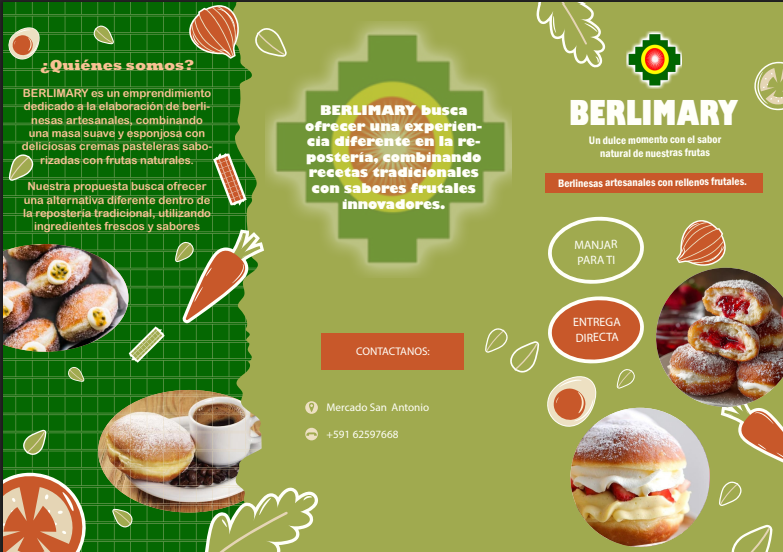 ¿Quiénes somos?
BERLIMARY es un emprendimiento
dedicado a la elaboración de berli-
nesas artesanales, combinando
una masa suave y esponjosa con
deliciosas cremas pasteleras sabo-
rizadas con frutas naturales.
Nuestra propuesta busca ofrecer
una alternativa diferente dentro de
la repostería tradicional, utilizando
ingredientes frescos y sabores
BERLIMARY busca
ofrecer una experien-
cia diferente en la re-
postería, combinando
recetas tradicionales
con sabores frutales
innovadores.
CONTACTANOS:
Mercado San Antonio
+591 62597668
BERLIMARY
Un dulce momento con el sabor
natural de nuestras frutas
Berlinesas artesanales con rellenos frutales.
MANJAR
PARA TI
ENTREGA
DIRECTA